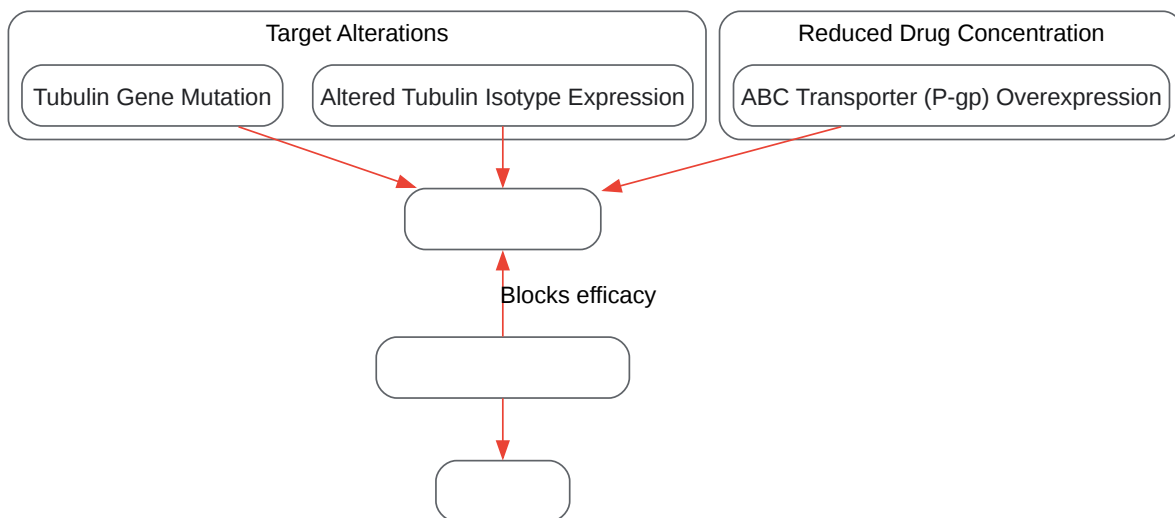 Target Alterations
Reduced Drug Concentration
Tubulin Gene Mutation
Altered Tubulin Isotype Expression
ABC Transporter (P-gp) Overexpression
Blocks efficacy